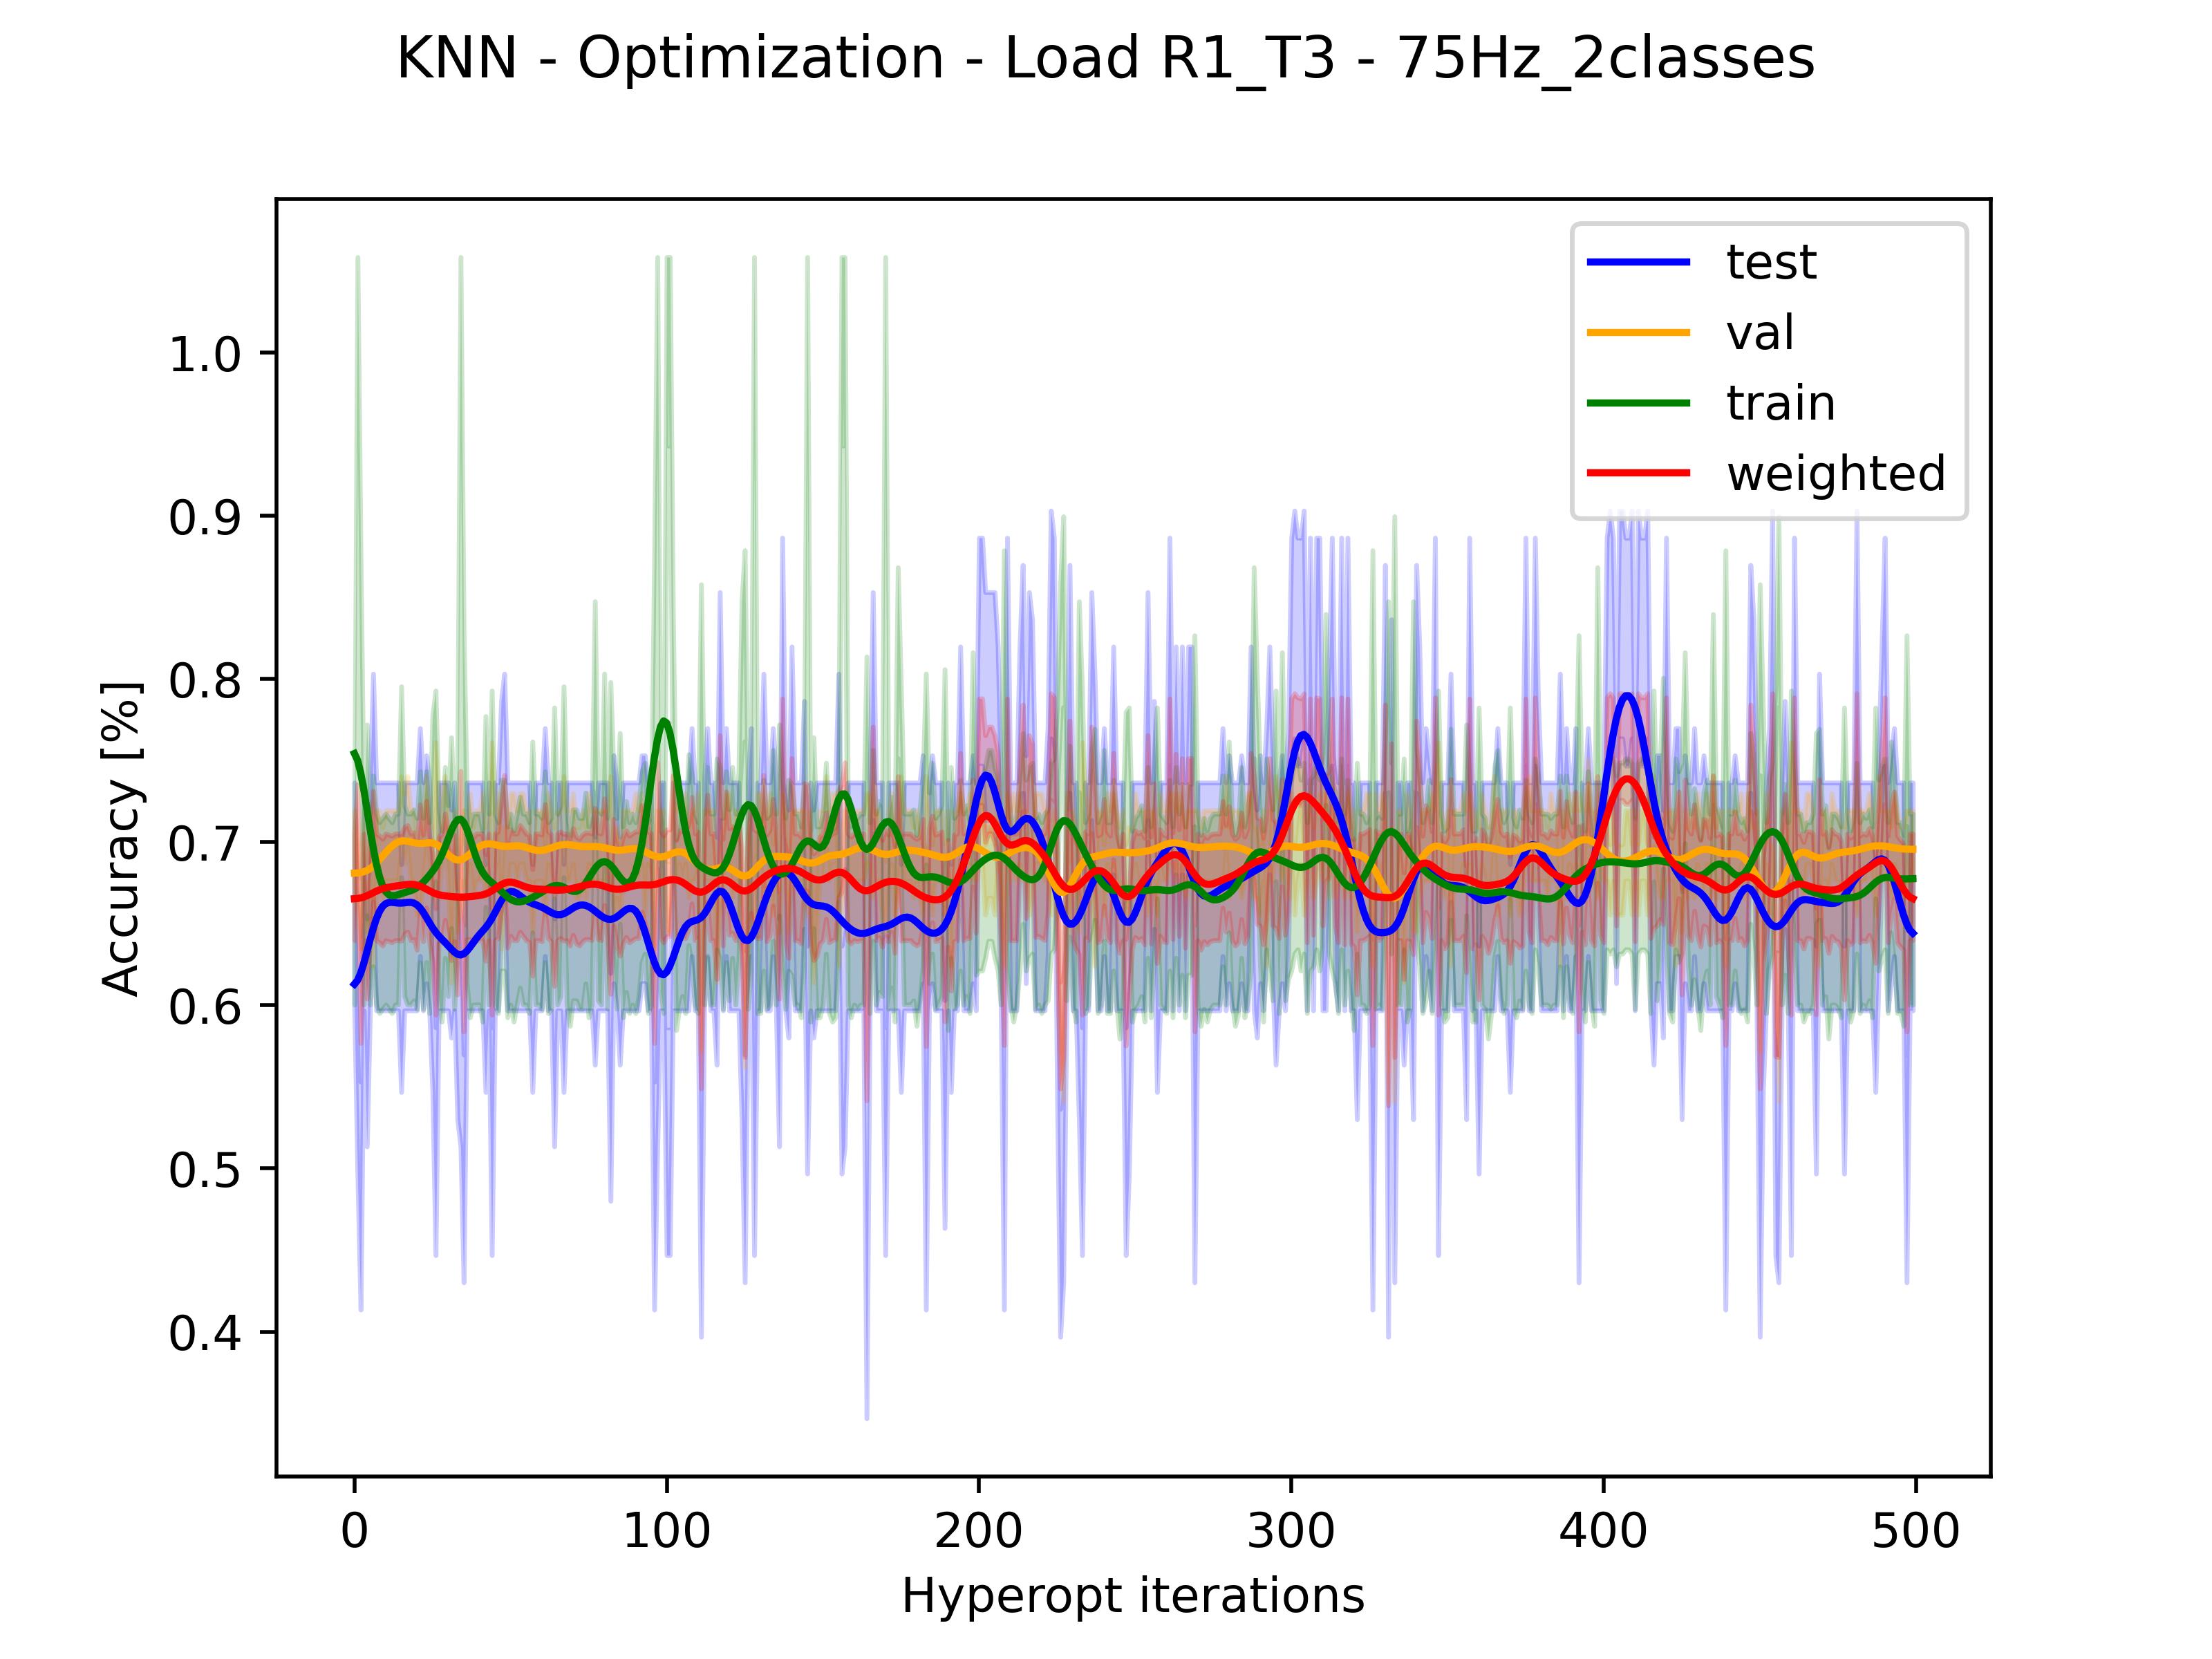 KNN - Optimization - Load R1_T3 - 75Hz_2classes
test
val
train
weighted
1.0
0.9
0.8
0.7
0.6
0.5
0.4
Accuracy [%]
0 100 200 300 400 500
Hyperopt iterations